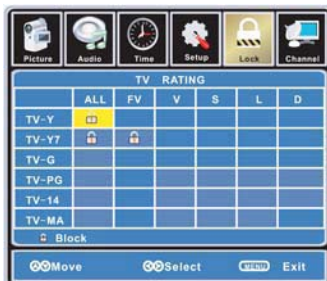 Picture Audio Time Setup Lock Channel
TV RATING
ALL FV V S L D
TV-Y
TV-Y7
TV-G
TV-PG
TV-14
TV-MA
Block
Move Select MENU Exit